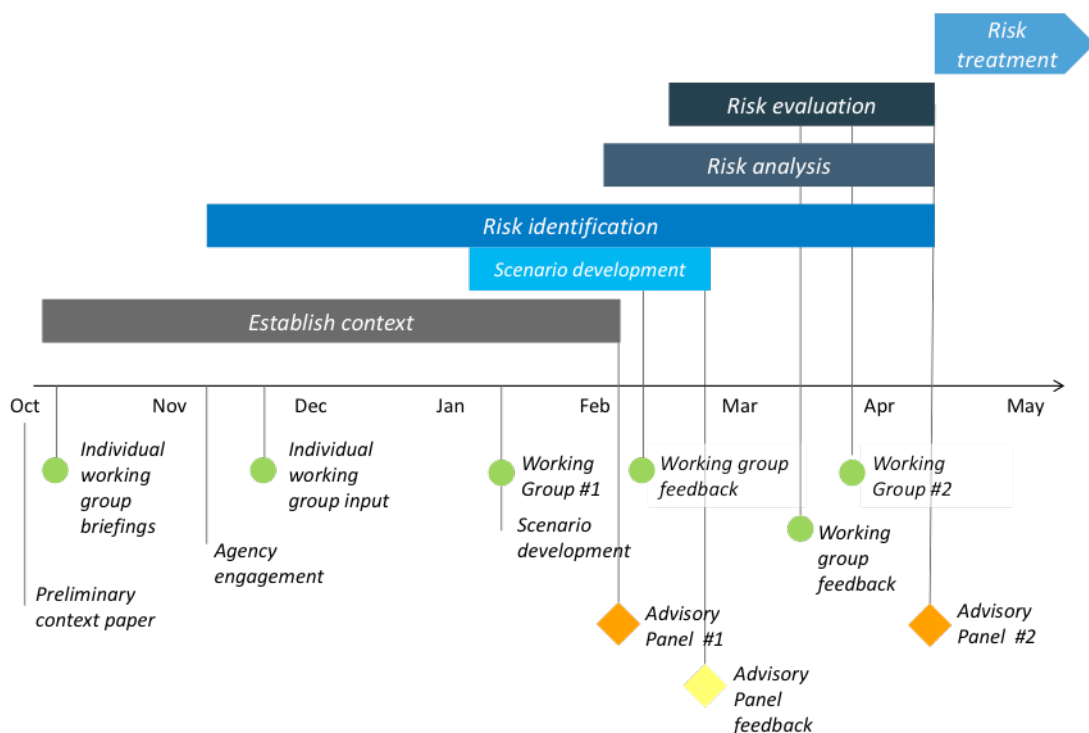 Risk
treatment
Risk evaluation
Risk analysis
Risk identification
Scenario development
Establish context
Oct
Nov
Dec
Jan
Feb
Mar
Apr
May
Individual
working
group
briefings
Individual
working
group input
Working
Group #1
Working group
feedback
Working
Group #2
Scenario
development
Agency
engagement
Working
group
feedback
Preliminary
context paper
Advisory
Panel #1
Advisory
Panel #2
Advisory
Panel
feedback